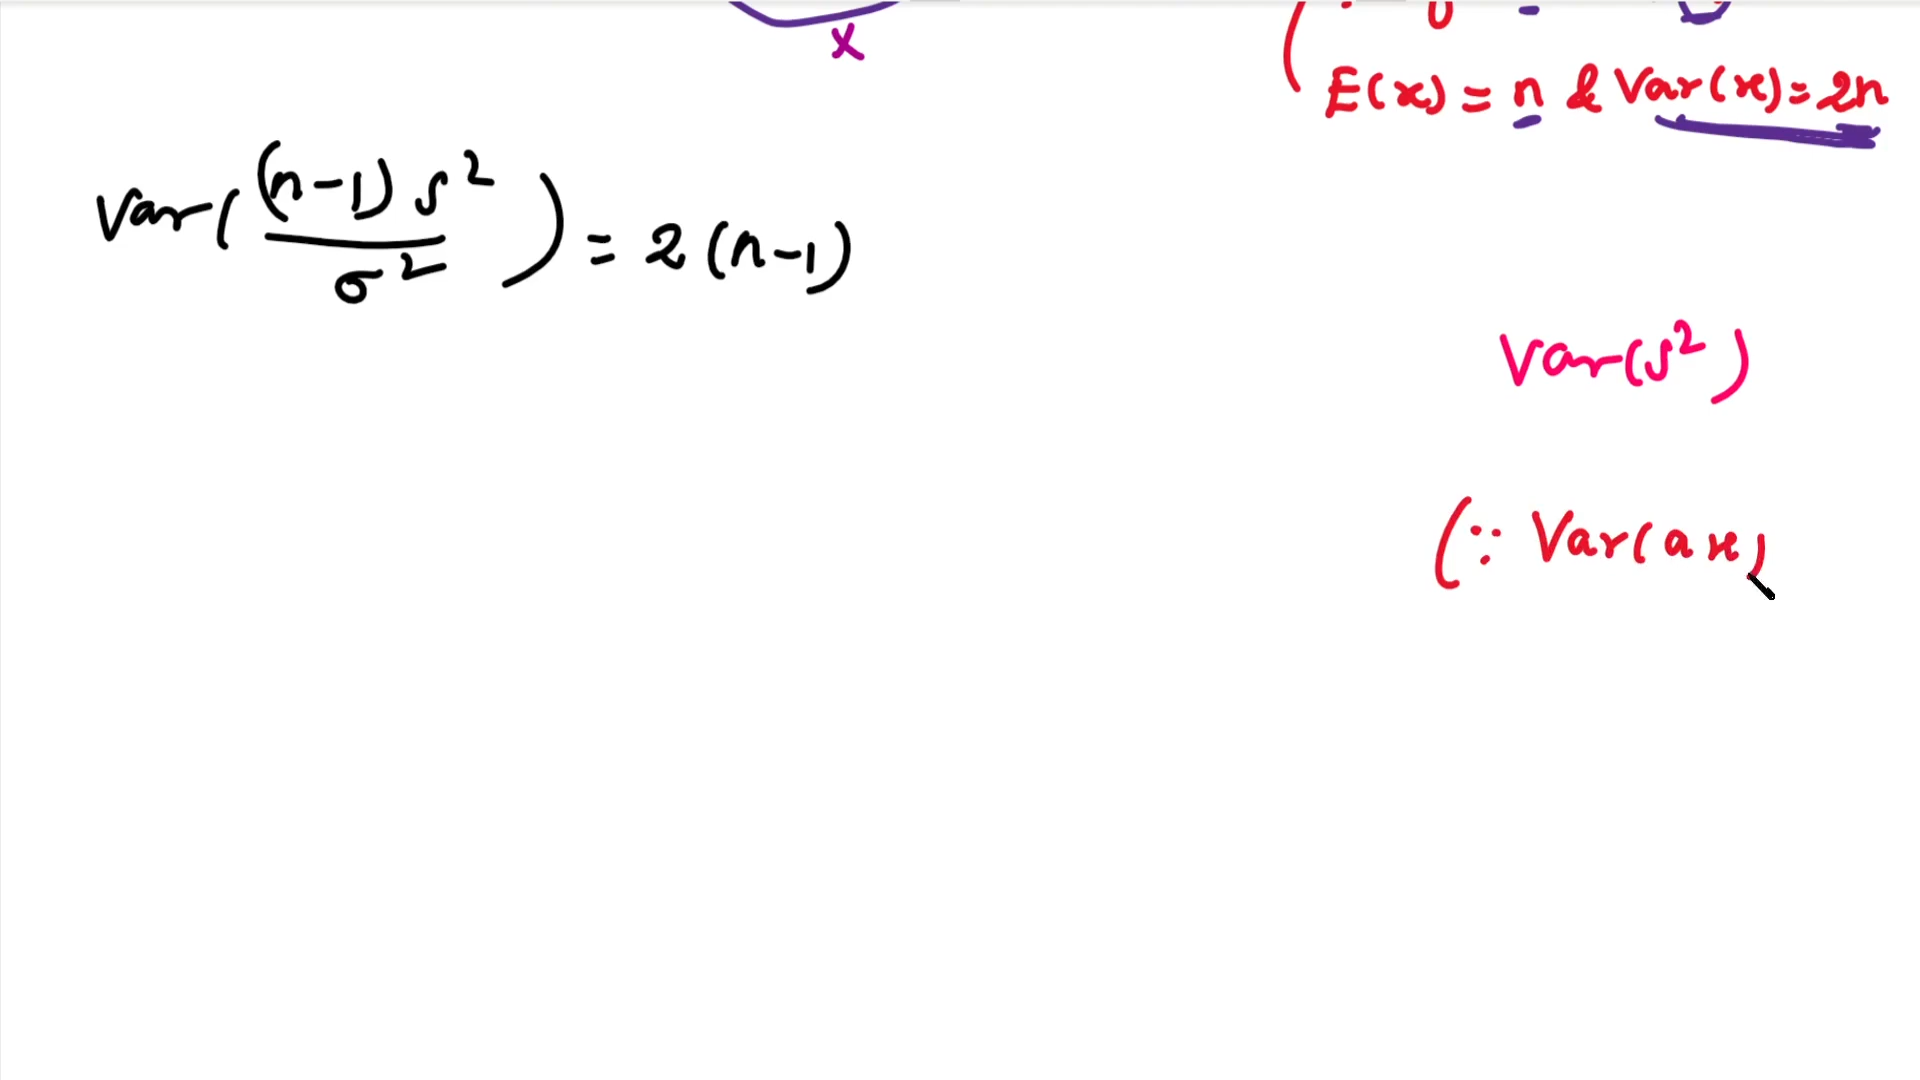 x
E(x) = n & Var(x) = 2n
Var((n-1)s²/σ²) = 2(n-1)
Var(s²)
(∵ Var(ax)